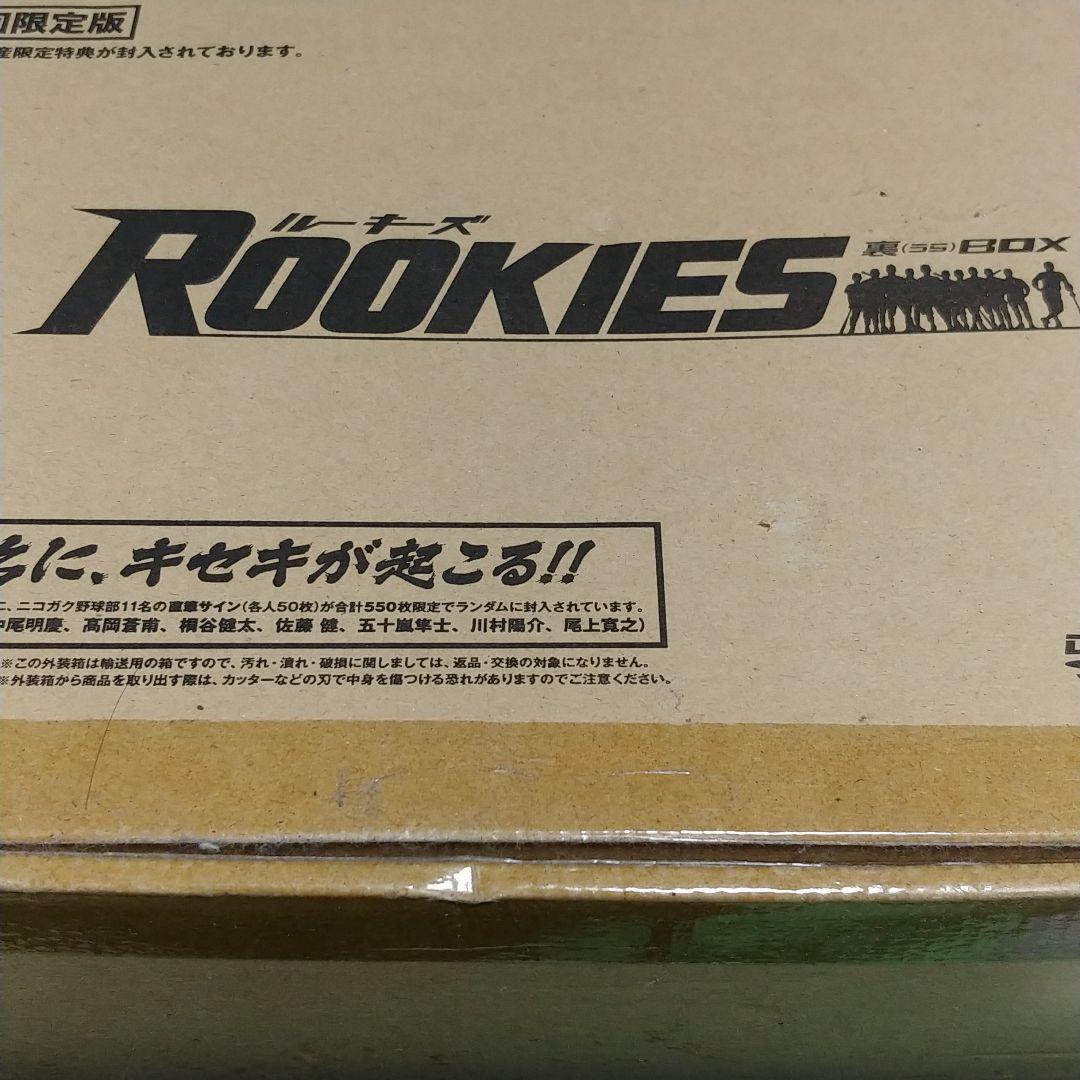 限定版
産限定特典が封入されております。
ルーキーズ
ROOKIES
裏(うら)BOX
に、キセキが起こる!!
ニコガク野球部11名の直筆サイン(各人50枚)が合計550枚限定でランダムに封入されています。
中尾明慶、高岡蒼甫、桐谷健太、佐藤 健、五十嵐隼士、川村陽介、尾上寛之)
※この外装箱は輸送用の箱ですので、汚れ・潰れ・破損に関しましては、返品・交換の対象になりません。
※外装箱から商品を取り出す際は、カッターなどの刃で中身を傷つける恐れがありますのでご注意ください。